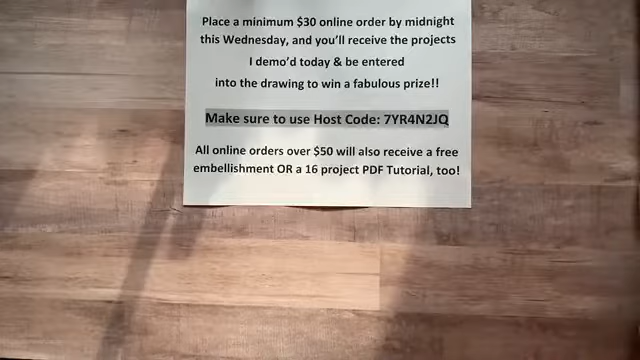 Place a minimum $30 online order by midnight
this Wednesday, and you'll receive the projects
I demo'd today & be entered
into the drawing to win a fabulous prize!!
Make sure to use Host Code: 7YR4N2JQ
All online orders over $50 will also receive a free
embellishment OR a 16 project PDF Tutorial, too!